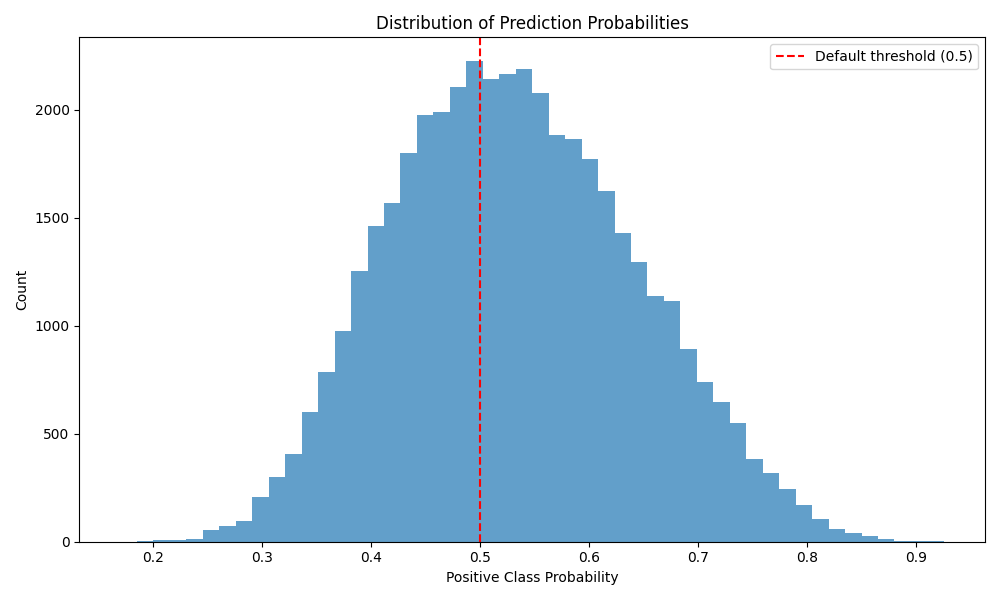 Distribution of Prediction Probabilities
Default threshold (0.5)
Count
2000
1500
1000
500
0
0.2 0.3 0.4 0.5 0.6 0.7 0.8 0.9
Positive Class Probability